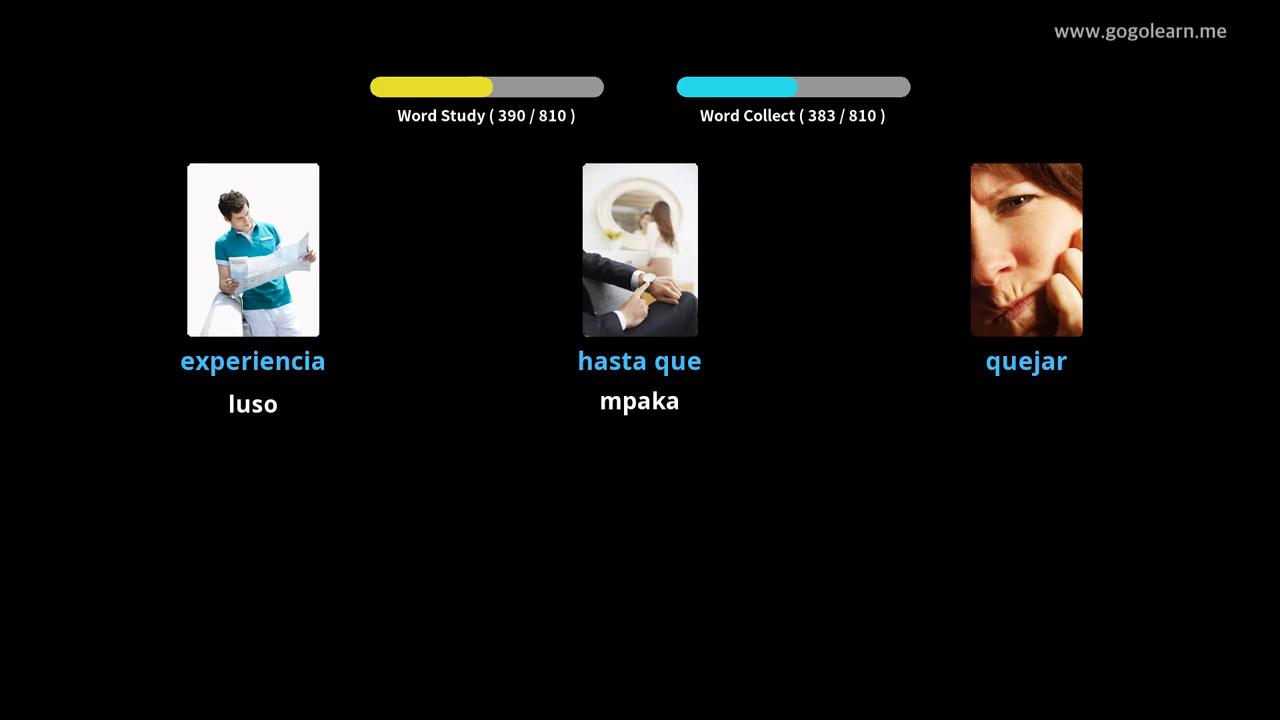 www.gogolearn.me
Word Study ( 390 / 810 )
Word Collect ( 383 / 810 )
experiencia
luso
hasta que
mpaka
quejar